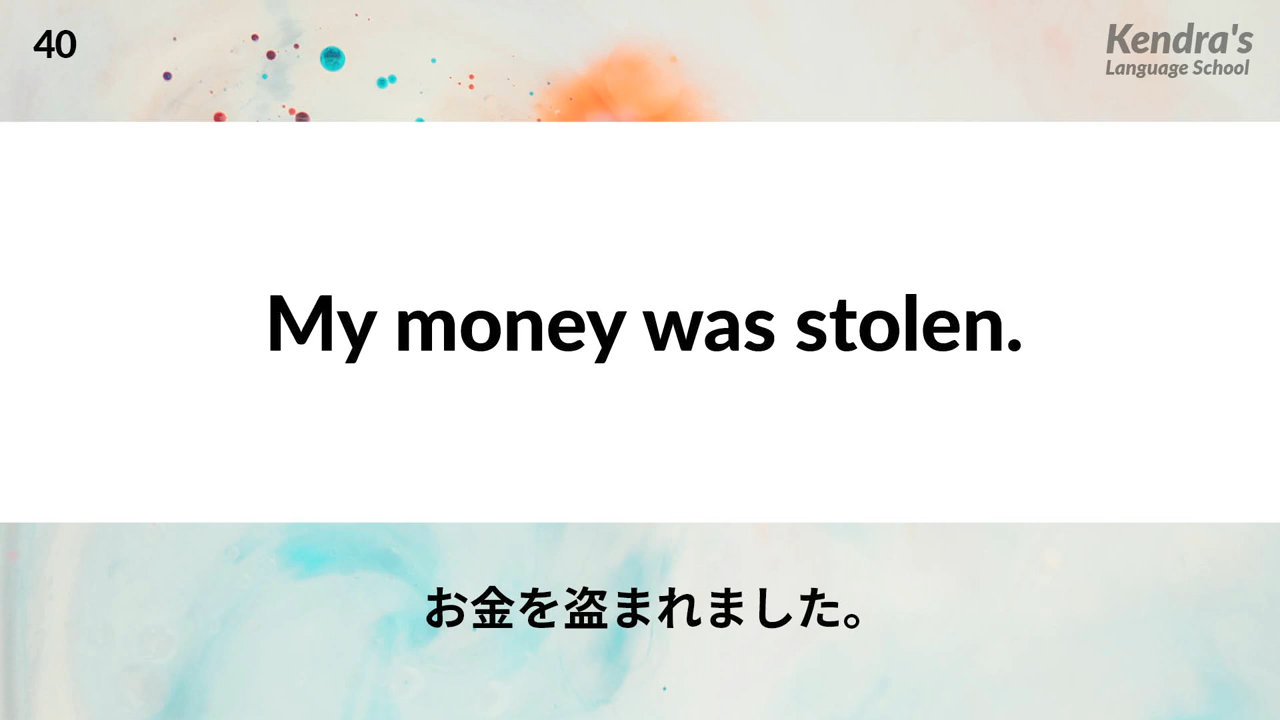 40
Kendra's
Language School
My money was stolen.
お金を盗まれました。